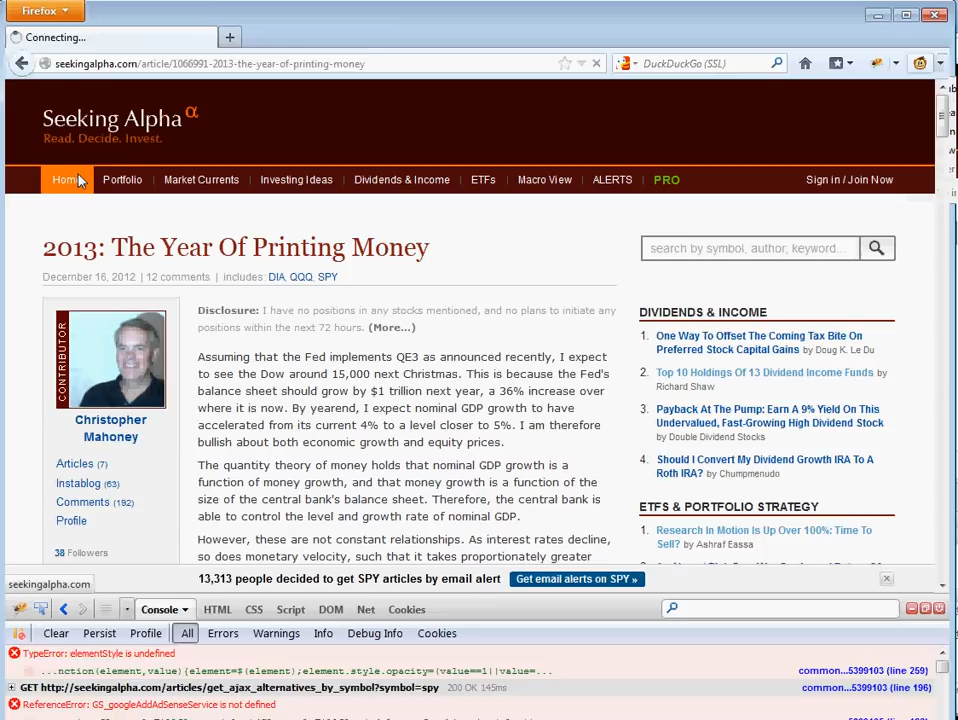 Firefox
Connecting...
seekingalpha.com/article/1066991-2013-the-year-of-printing-money
DuckDuckGo (SSL)
Seeking Alpha α
Read. Decide. Invest.
Home Portfolio Market Currents Investing Ideas Dividends & Income ETFs Macro View ALERTS PRO Sign in / Join Now
2013: The Year Of Printing Money
search by symbol, author, keyword...
December 16, 2012 | 12 comments | includes: DIA, QQQ, SPY
CONTRIBUTOR
Christopher
Mahoney
Articles (7)
Instablog (63)
Comments (192)
Profile
38 Followers
Disclosure: I have no positions in any stocks mentioned, and no plans to initiate any
positions within the next 72 hours. (More...)
Assuming that the Fed implements QE3 as announced recently, I expect
to see the Dow around 15,000 next Christmas. This is because the Fed's
balance sheet should grow by $1 trillion next year, a 36% increase over
where it is now. By yearend, I expect nominal GDP growth to have
accelerated from its current 4% to a level closer to 5%. I am therefore
bullish about both economic growth and equity prices.
The quantity theory of money holds that nominal GDP growth is a
function of money growth, and that money growth is a function of the
size of the central bank's balance sheet. Therefore, the central bank is
able to control the level and growth rate of nominal GDP.
However, these are not constant relationships. As interest rates decline,
so does monetary velocity, such that it takes proportionately greater
DIVIDENDS & INCOME
1. One Way To Offset The Coming Tax Bite On
Preferred Stock Capital Gains by Doug K. Le Du
2. Top 10 Holdings Of 13 Dividend Income Funds by
Richard Shaw
3. Payback At The Pump: Earn A 9% Yield On This
Undervalued, Fast-Growing High Dividend Stock
by Double Dividend Stocks
4. Should I Convert My Dividend Growth IRA To A
Roth IRA? by Chumpmenudo
ETFS & PORTFOLIO STRATEGY
1. Research In Motion Is Up Over 100%: Time To
Sell? by Ashraf Eassa
seekingalpha.com
13,313 people decided to get SPY articles by email alert Get email alerts on SPY »
Console HTML CSS Script DOM Net Cookies
Clear Persist Profile All Errors Warnings Info Debug Info Cookies
TypeError: elementStyle is undefined
...nction(element,value){element=$(element);element.style.opacity=(value==1||value=...
common...5399103 (line 259)
GET http://seekingalpha.com/articles/get_ajax_alternatives_by_symbol?symbol=spy 200 OK 145ms common...5399103 (line 196)
ReferenceError: GS_googleAddAdSenseService is not defined